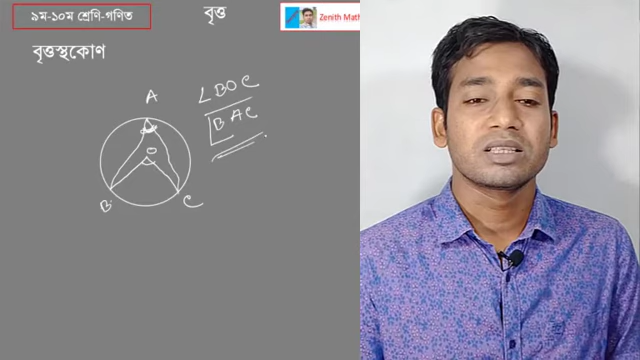 ৯ম-১০ম শ্রেণি-গণিত
বৃত্ত
Zenith Math
বৃত্তস্থকোণ
A
∠BOC
∠BAC
O
B
C